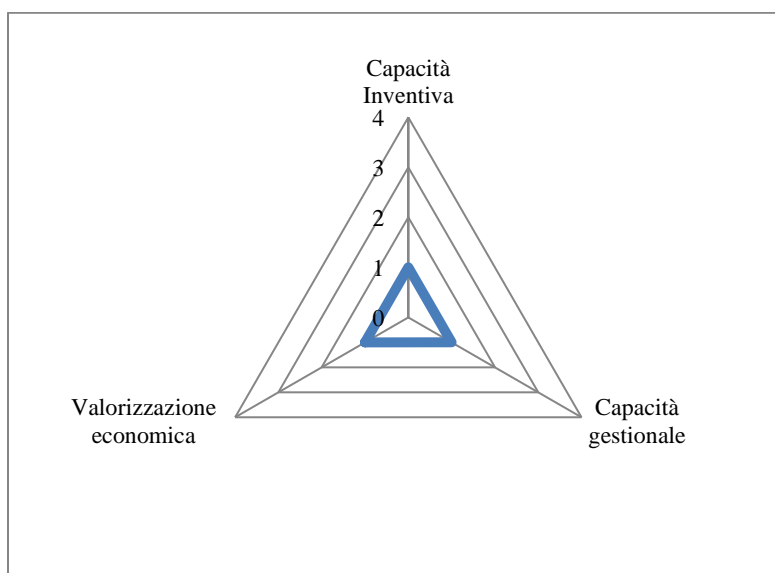 Capacità
Inventiva
4
3
2
1
0
Valorizzazione
economica
Capacità
gestionale